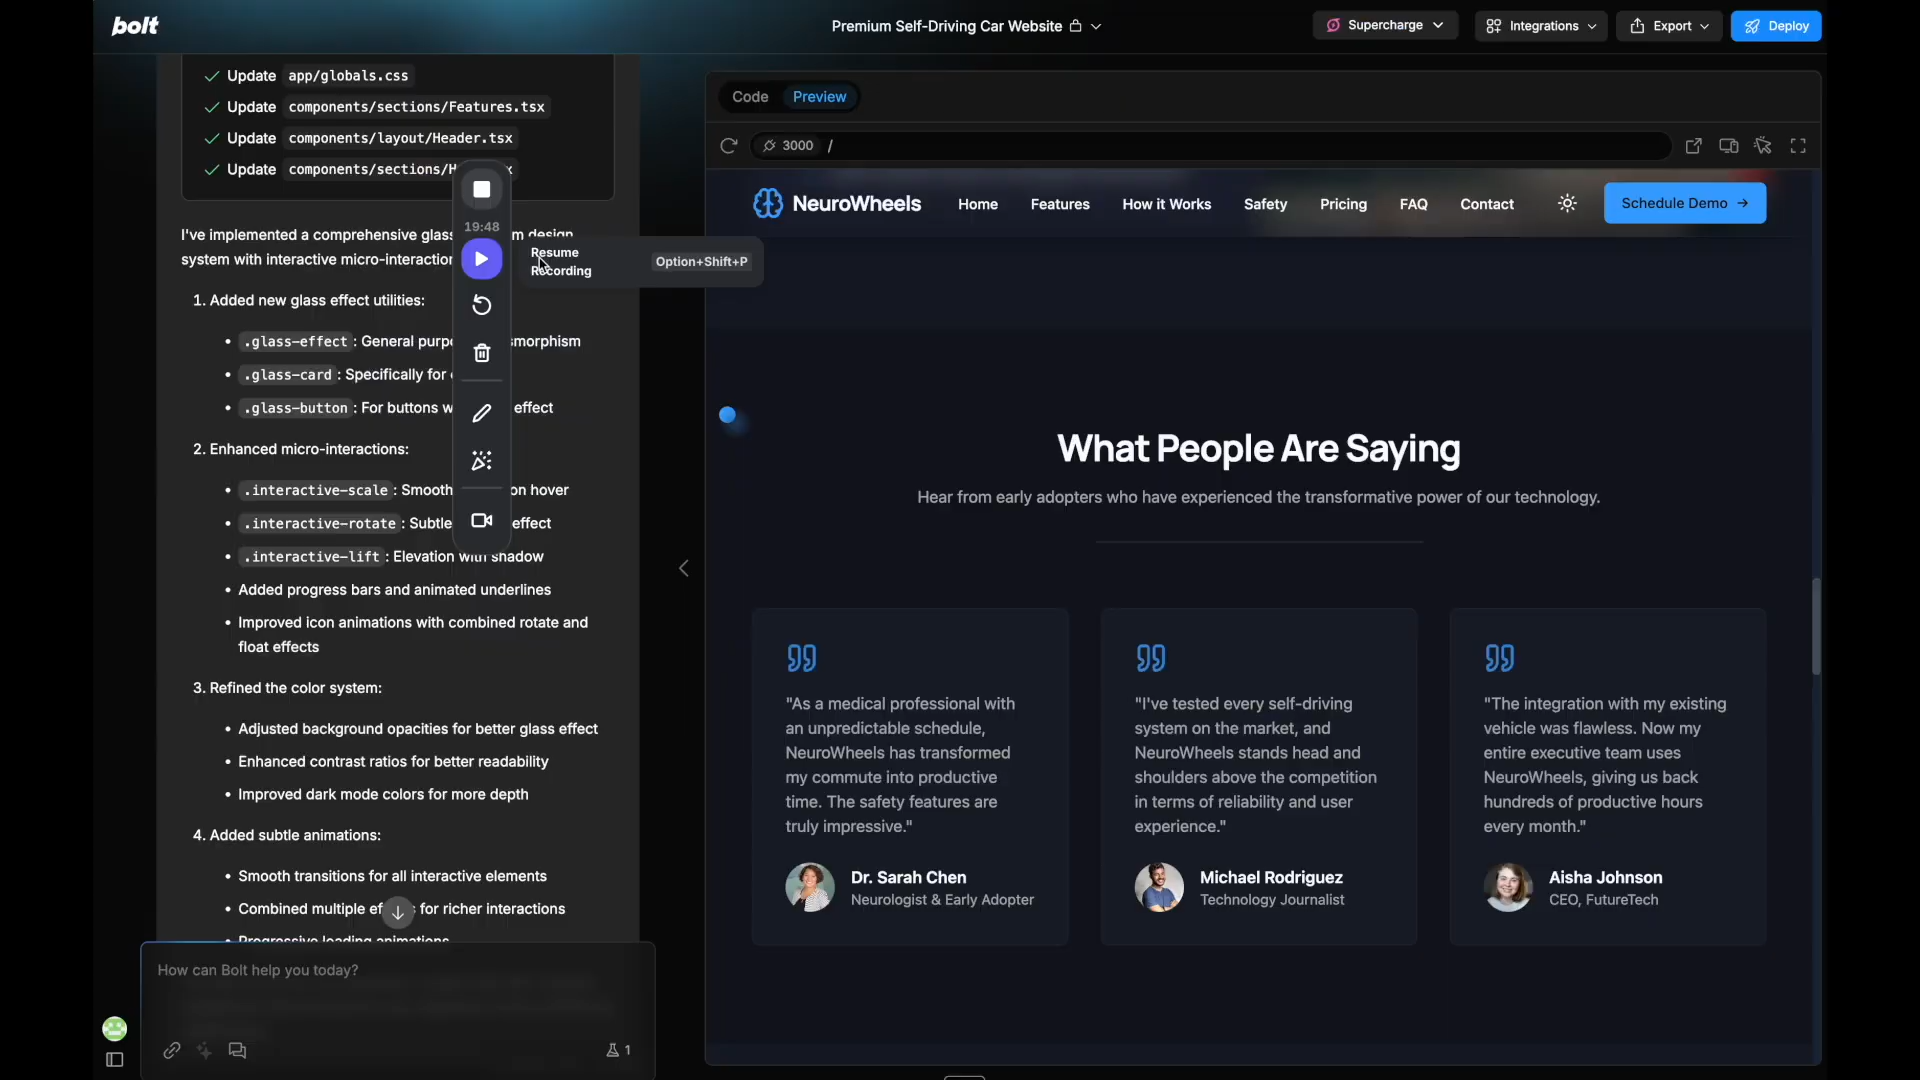 bolt
Premium Self-Driving Car Website
Supercharge
Integrations
Export
Deploy
Update app/globals.css
Update components/sections/Features.tsx
Update components/layout/Header.tsx
Update components/sections/H x
19:48
Resume
Recording
Option+Shift+P
I've implemented a comprehensive glas m design
system with interactive micro-interaction
1. Added new glass effect utilities:
• .glass-effect : General purp smorphism
• .glass-card : Specifically for
• .glass-button : For buttons w effect
2. Enhanced micro-interactions:
• .interactive-scale : Smooth on hover
• .interactive-rotate : Subtle effect
• .interactive-lift : Elevation with shadow
• Added progress bars and animated underlines
• Improved icon animations with combined rotate and
float effects
3. Refined the color system:
• Adjusted background opacities for better glass effect
• Enhanced contrast ratios for better readability
• Improved dark mode colors for more depth
4. Added subtle animations:
• Smooth transitions for all interactive elements
• Combined multiple ef for richer interactions
• Progressive loading animations
How can Bolt help you today?
1
Code
Preview
3000
/
NeuroWheels
Home
Features
How it Works
Safety
Pricing
FAQ
Contact
Schedule Demo →
What People Are Saying
Hear from early adopters who have experienced the transformative power of our technology.
"As a medical professional with
an unpredictable schedule,
NeuroWheels has transformed
my commute into productive
time. The safety features are
truly impressive."
Dr. Sarah Chen
Neurologist & Early Adopter
"I've tested every self-driving
system on the market, and
NeuroWheels stands head and
shoulders above the competition
in terms of reliability and user
experience."
Michael Rodriguez
Technology Journalist
"The integration with my existing
vehicle was flawless. Now my
entire executive team uses
NeuroWheels, giving us back
hundreds of productive hours
every month."
Aisha Johnson
CEO, FutureTech